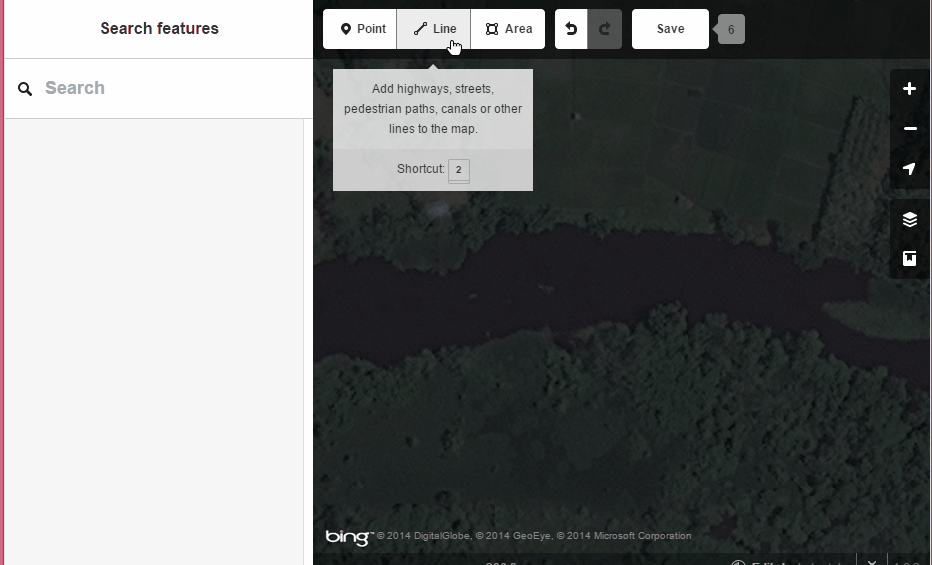 Search features
Search
Point
Line
Area
Save
6
Add highways, streets,
pedestrian paths, canals or other
lines to the map.
Shortcut: 2
bing™ © 2014 DigitalGlobe, © 2014 GeoEye, © 2014 Microsoft Corporation